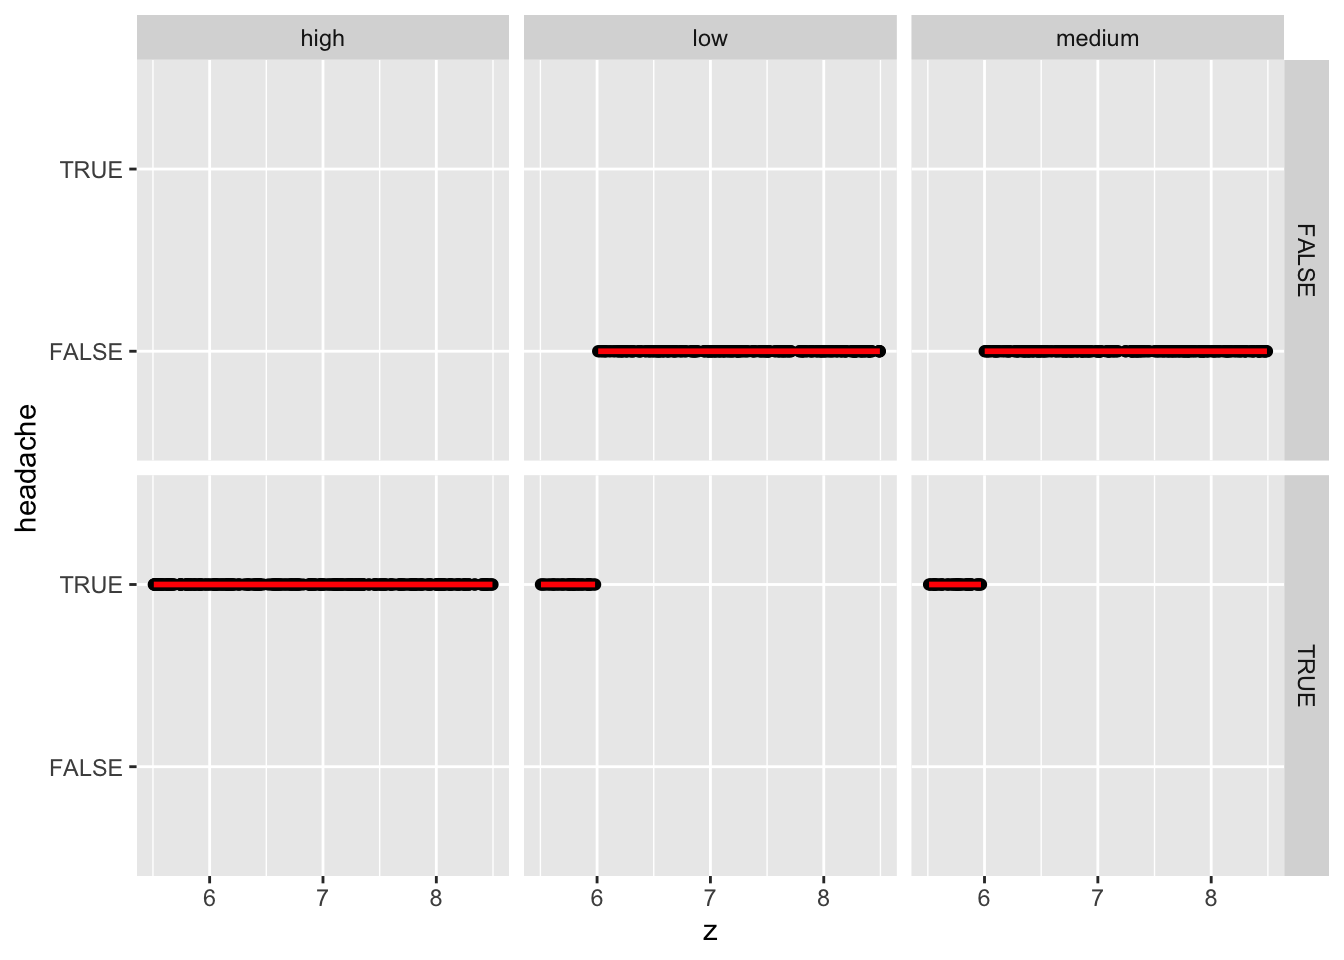 high low medium
TRUE
FALSE
FALSE
headache
TRUE
FALSE
TRUE
6 7 8 6 7 8 6 7 8
z